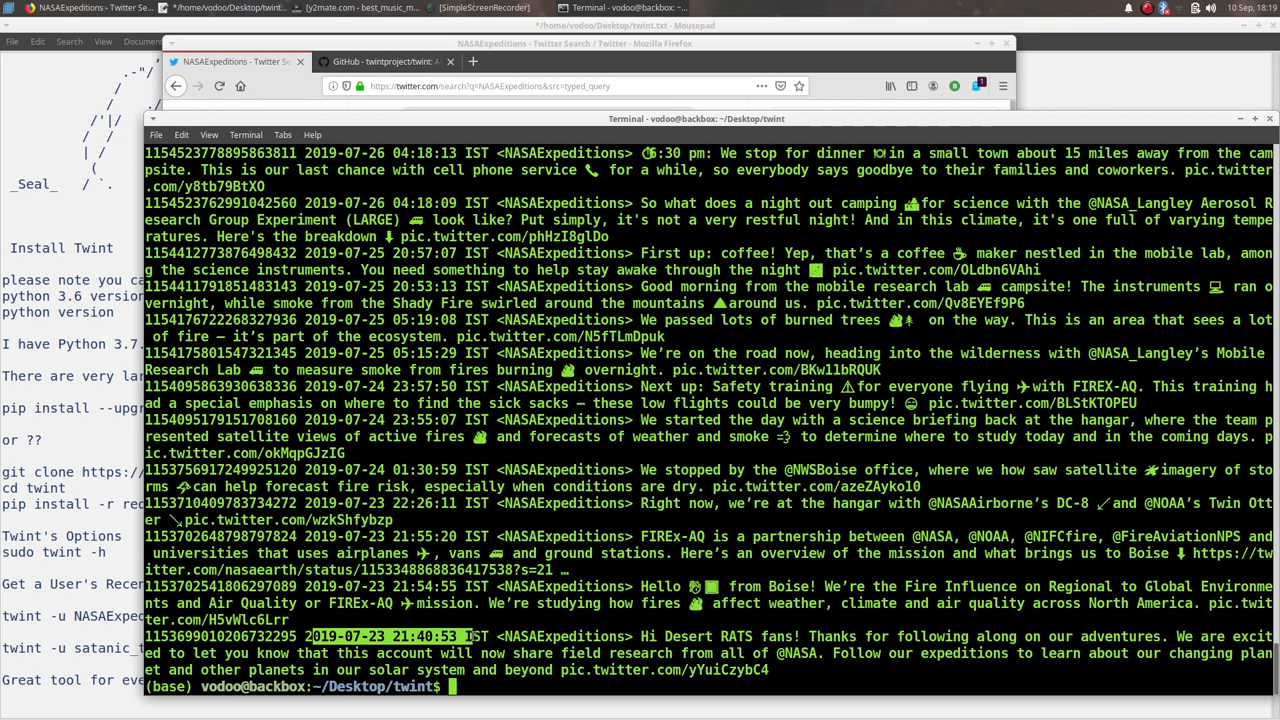 NASAExpeditions - Twitter Se...
*/home/vodoo/Desktop/twint...
[y2mate.com - best_music_m...
[SimpleScreenRecorder]
Terminal - vodoo@backbox: ~...
10 Sep, 18:19
*/home/vodoo/Desktop/twint.txt - Mousepad
File Edit Search View Document
NASAExpeditions - Twitter Search / Twitter - Mozilla Firefox
NASAExpeditions - Twitter Se
GitHub - twintproject/twint: A
https://twitter.com/search?q=NASAExpeditions&src=typed_query
1
Terminal - vodoo@backbox: ~/Desktop/twint
File Edit View Terminal Tabs Help
_Seal_
Install Twint
please note you ca
python 3.6 version
python version
I have Python 3.7.
There are very lar
pip install --upgr
or ??
git clone https:/
cd twint
pip install -r req
Twint's Options
sudo twint -h
Get a User's Recen
twint -u NASAExped
twint -u satanic_t
Great tool for eve
1154523778895863811 2019-07-26 04:18:13 IST <NASAExpeditions> ⏱6:30 pm: We stop for dinner 🍽in a small town about 15 miles away from the cam
psite. This is our last chance with cell phone service 📞 for a while, so everybody says goodbye to their families and coworkers. pic.twitter
.com/y8tb79BtXO
1154523762991042560 2019-07-26 04:18:09 IST <NASAExpeditions> So what does a night out camping 🏕for science with the @NASA_Langley Aerosol R
esearch Group Experiment (LARGE) 🚐 look like? Put simply, it's not a very restful night! And in this climate, it's one full of varying tempe
ratures. Here's the breakdown ⬇ pic.twitter.com/phHzI8glDo
1154412773876498432 2019-07-25 20:57:07 IST <NASAExpeditions> First up: coffee! Yep, that’s a coffee ☕ maker nestled in the mobile lab, amon
g the science instruments. You need something to help stay awake through the night pic.twitter.com/OLdbn6VAhi
1154411791851483143 2019-07-25 20:53:13 IST <NASAExpeditions> Good morning from the mobile research lab 🚐 campsite! The instruments 💻 ran o
vernight, while smoke from the Shady Fire swirled around the mountains ⛰around us. pic.twitter.com/Qv8EYEf9P6
1154176722268327936 2019-07-25 05:19:08 IST <NASAExpeditions> We passed lots of burned trees 🔥🌲 on the way. This is an area that sees a lot
of fire — it’s part of the ecosystem. pic.twitter.com/N5fTLmDpuk
1154175801547321345 2019-07-25 05:15:29 IST <NASAExpeditions> We’re on the road now, heading into the wilderness with @NASA_Langley’s Mobile
Research Lab 🚐 to measure smoke from fires burning 🔥 overnight. pic.twitter.com/BKw11bRQUK
1154095863930638336 2019-07-24 23:57:50 IST <NASAExpeditions> Next up: Safety training ⚠for everyone flying ✈with FIREX-AQ. This training h
ad a special emphasis on where to find the sick sacks — these low flights could be very bumpy! pic.twitter.com/BLStKTOPEU
1154095179151708160 2019-07-24 23:55:07 IST <NASAExpeditions> We started the day with a science briefing back at the hangar, where the team p
resented satellite views of active fires 🔥 and forecasts of weather and smoke 💨 to determine where to study today and in the coming days. p
ic.twitter.com/okMqpGJzIG
1153756917249925120 2019-07-24 01:30:59 IST <NASAExpeditions> We stopped by the @NWSBoise office, where we how saw satellite 🛰imagery of sto
rms ⛈can help forecast fire risk, especially when conditions are dry. pic.twitter.com/azeZAyko10
1153710409783734272 2019-07-23 22:26:11 IST <NASAExpeditions> Right now, we’re at the hangar with @NASAAirborne’s DC-8 ↙and @NOAA’s Twin Ott
er ↘pic.twitter.com/wzkShfybzp
1153702648798797824 2019-07-23 21:55:20 IST <NASAExpeditions> FIREx-AQ is a partnership between @NASA, @NOAA, @NIFCfire, @FireAviationNPS and
universities that uses airplanes ✈, vans 🚐 and ground stations. Here’s an overview of the mission and what brings us to Boise ⬇ https://tw
itter.com/nasaearth/status/1153348868836417538?s=21 …
1153702541806297089 2019-07-23 21:54:55 IST <NASAExpeditions> Hello 👋 from Boise! We’re the Fire Influence on Regional to Global Environme
nts and Air Quality or FIREx-AQ ✈mission. We’re studying how fires 🔥 affect weather, climate and air quality across North America. pic.twit
ter.com/H5vWlc6Lrr
1153699010206732295 2019-07-23 21:40:53 IST <NASAExpeditions> Hi Desert RATS fans! Thanks for following along on our adventures. We are excit
ed to let you know that this account will now share field research from all of @NASA. Follow our expeditions to learn about our changing plan
et and other planets in our solar system and beyond pic.twitter.com/yYuiCzybC4
(base) vodoo@backbox:~/Desktop/twint$